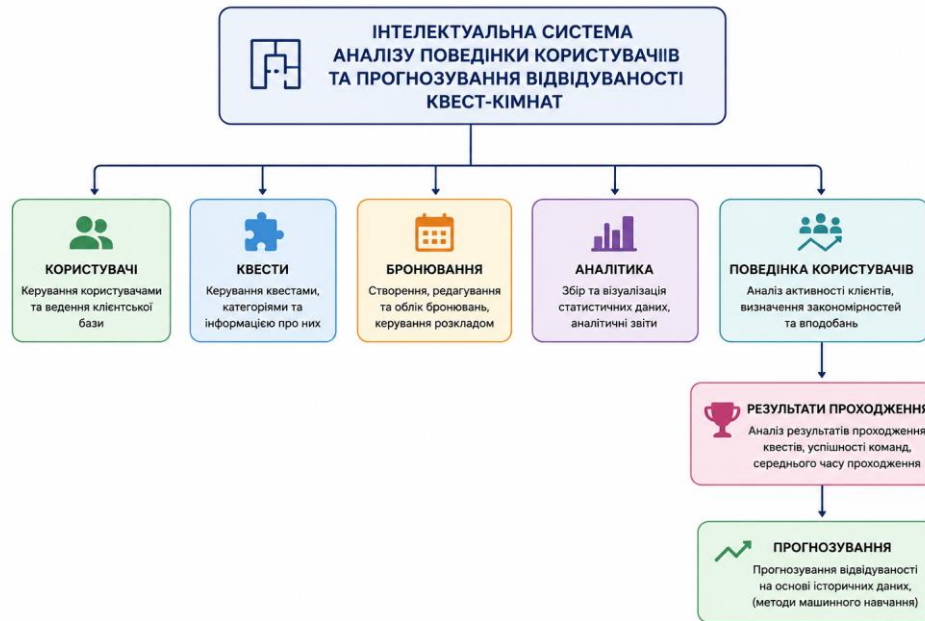 ІНТЕЛЕКТУАЛЬНА СИСТЕМА
АНАЛІЗУ ПОВЕДІНКИ КОРИСТУВАЧІВ
ТА ПРОГНОЗУВАННЯ ВІДВІДУВАНОСТІ
КВЕСТ-КІМНАТ
КОРИСТУВАЧІ
Керування користувачами
та ведення клієнтської
бази
КВЕСТИ
Керування квестами,
категоріями та
інформацією про них
БРОНЮВАННЯ
Створення, редагування
та облік бронювань,
керування розкладом
АНАЛІТИКА
Збір та візуалізація
статистичних даних,
аналітичні звіти
ПОВЕДІНКА КОРИСТУВАЧІВ
Аналіз активності клієнтів,
визначення закономірностей
та вподобань
РЕЗУЛЬТАТИ ПРОХОДЖЕННЯ
Аналіз результатів проходження
квестів, успішності команд,
середнього часу проходження
ПРОГНОЗУВАННЯ
Прогнозування відвідуваності
на основі історичних даних,
(методи машинного навчання)